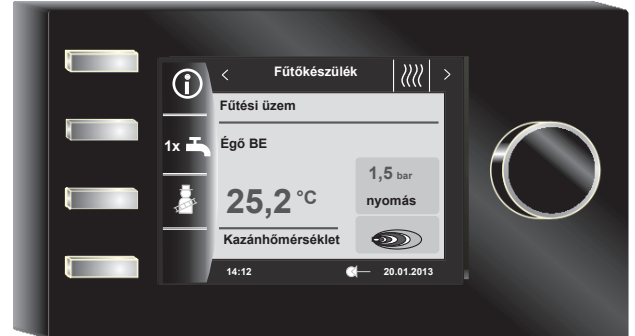 Fűtőkészülék
Fűtési üzem
1x
Égő BE
1,5 bar
25,2 °C
nyomás
Kazánhőmérséklet
14:12
20.01.2013